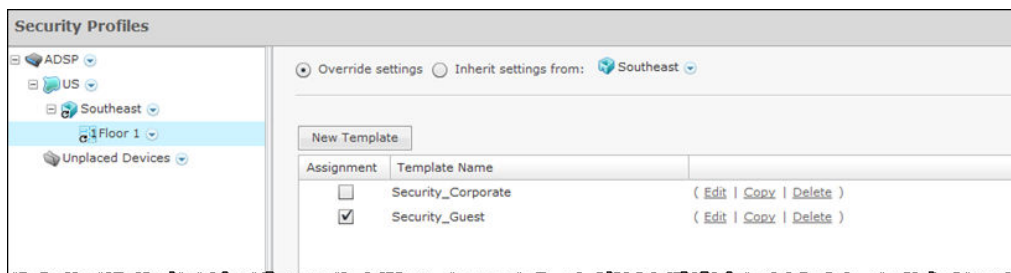 Security Profiles
ADSP
US
Southeast
Floor 1
Unplaced Devices
Override settings Inherit settings from: Southeast
New Template
Assignment Template Name
Security_Corporate ( Edit | Copy | Delete )
Security_Guest ( Edit | Copy | Delete )